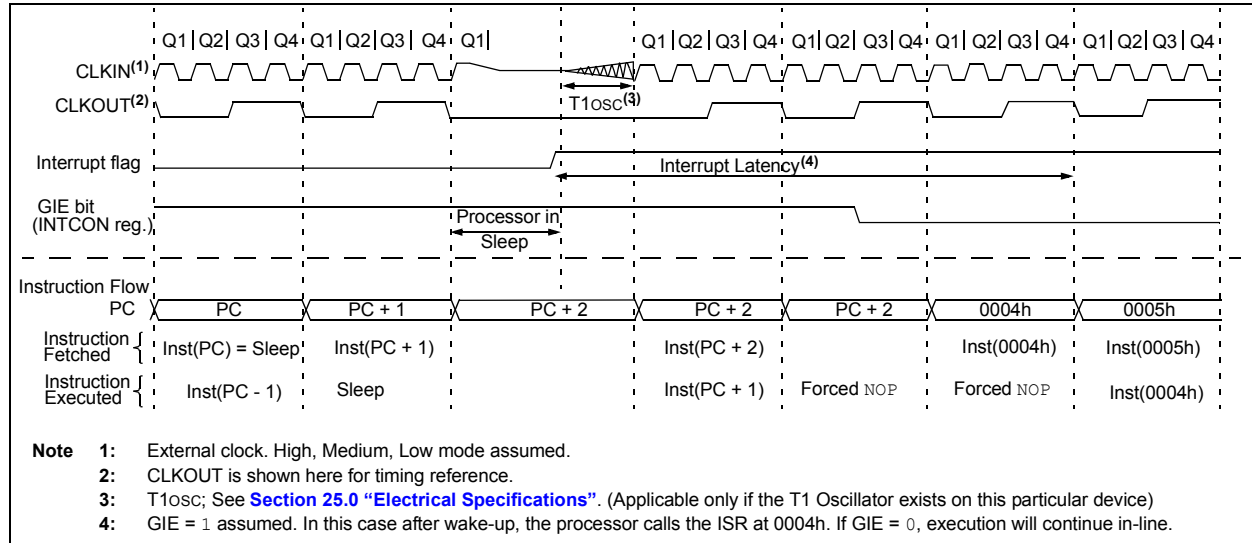 Q1| Q2| Q3| Q4 Q1| Q2| Q3| Q4 Q1| Q1| Q2| Q3| Q4 Q1| Q2| Q3| Q4 Q1| Q2| Q3| Q4 Q1| Q2| Q3| Q4
CLKIN(1)
CLKOUT(2)
T1OSC(3)
Interrupt flag
Interrupt Latency(4)
GIE bit
(INTCON reg.)
Processor in
Sleep
Instruction Flow
PC PC PC + 1 PC + 2 PC + 2 PC + 2 0004h 0005h
Instruction
Fetched { Inst(PC) = Sleep Inst(PC + 1) Inst(PC + 2) Inst(0004h) Inst(0005h)
Instruction
Executed { Inst(PC - 1) Sleep Inst(PC + 1) Forced NOP Forced NOP Inst(0004h)
Note 1: External clock. High, Medium, Low mode assumed.
2: CLKOUT is shown here for timing reference.
3: T1OSC; See Section 25.0 “Electrical Specifications”. (Applicable only if the T1 Oscillator exists on this particular device)
4: GIE = 1 assumed. In this case after wake-up, the processor calls the ISR at 0004h. If GIE = 0, execution will continue in-line.